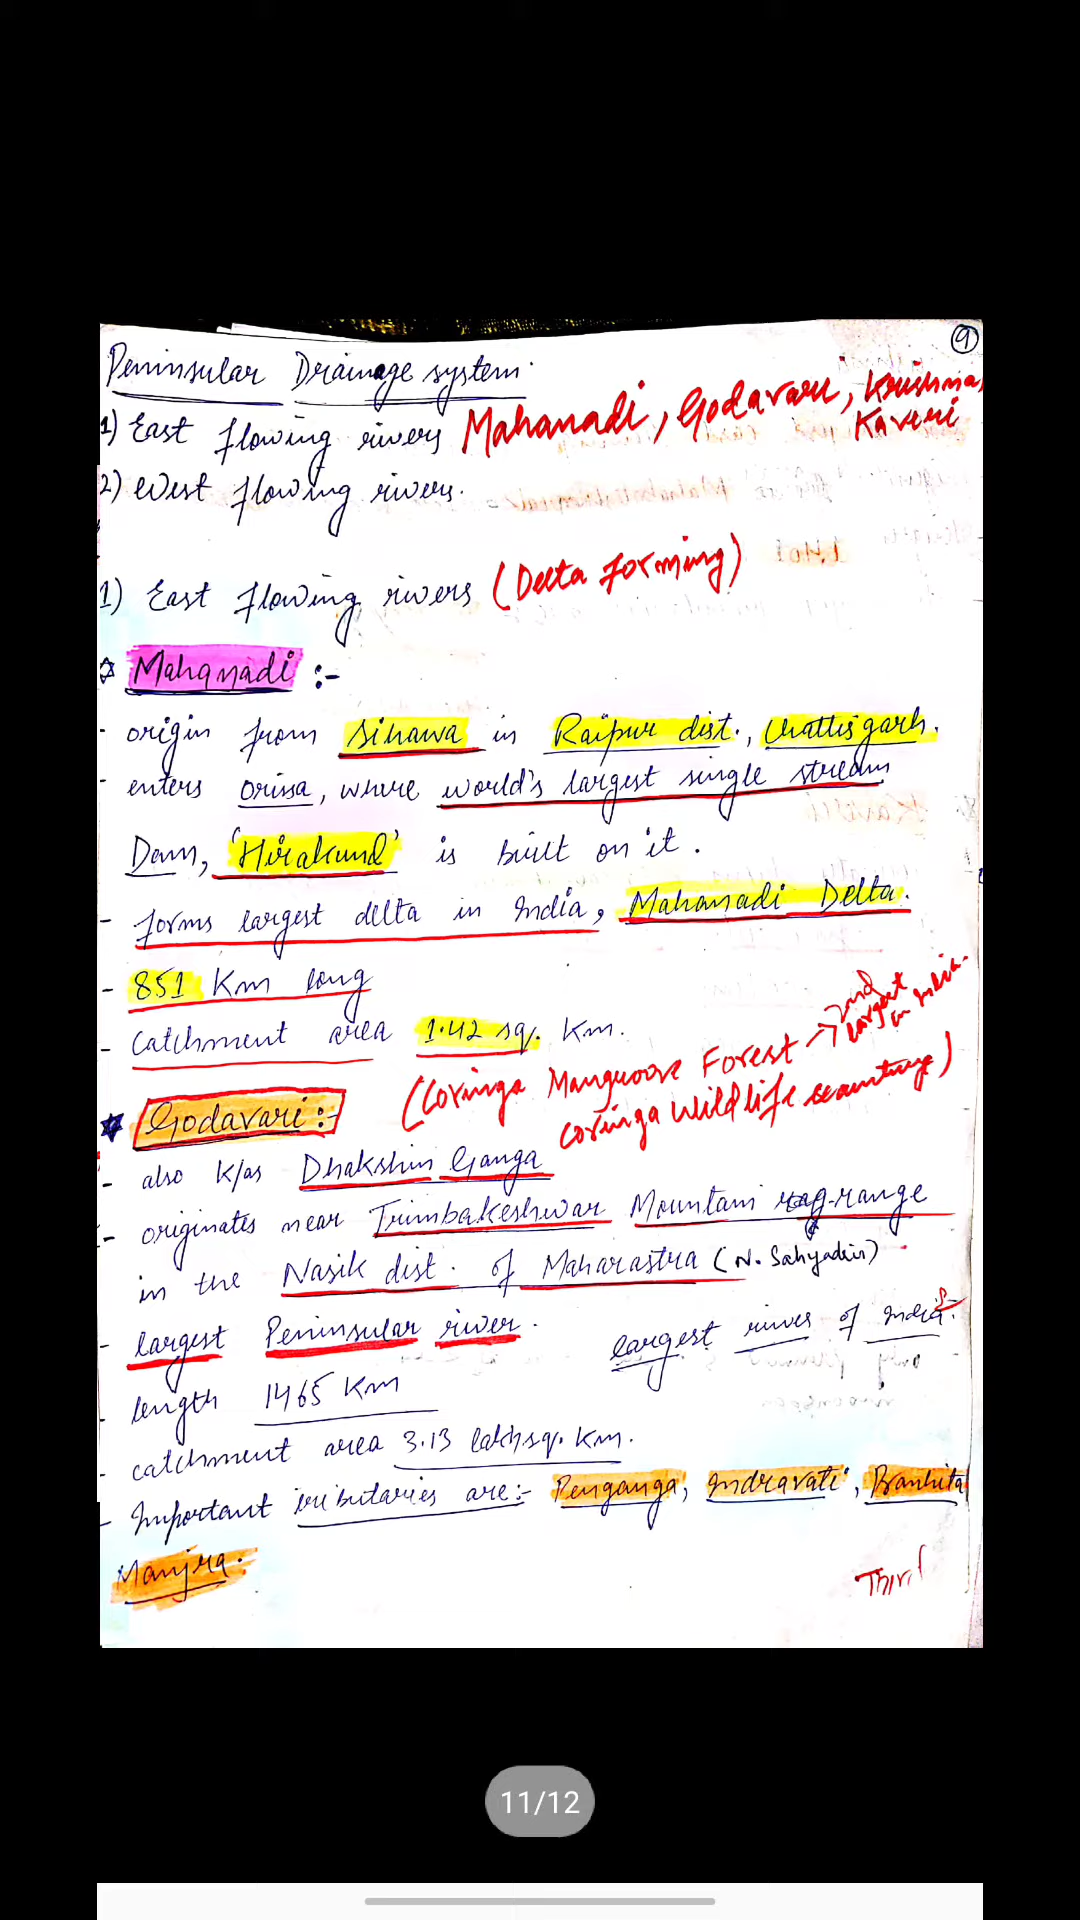 9
Peninsular Drainage system.
1) East flowing rivers Mahanadi, Godavari, Krishna,
Kaveri
2) West flowing rivers.
1) East flowing rivers (Delta forming)
Mahanadi :-
- origin from Sihawa in Raipur dist., Chattisgarh.
- enters Orissa, where world's largest single stream
Dam, 'Hirakund' is built on it.
- forms largest delta in India, Mahanadi Delta.
- 851 Km long
- catchment area 1.42 sq. Km.
(Coringa Mangroove Forest → 2nd largest in India.
Coringa Wildlife )
Godavari :-
- also k/as Dhakshin Ganga
- originates near Trimbakeshwar Mountain range
in the Nasik dist. of Maharastra (N. Sahyadri)
- largest Peninsular river. largest river of India
- length 1465 Km
- catchment area 3.13 lakh sq. Km.
- Important tributaries are:- Penganga, Indravati, Pranhita
Manjra.
Third
11/12